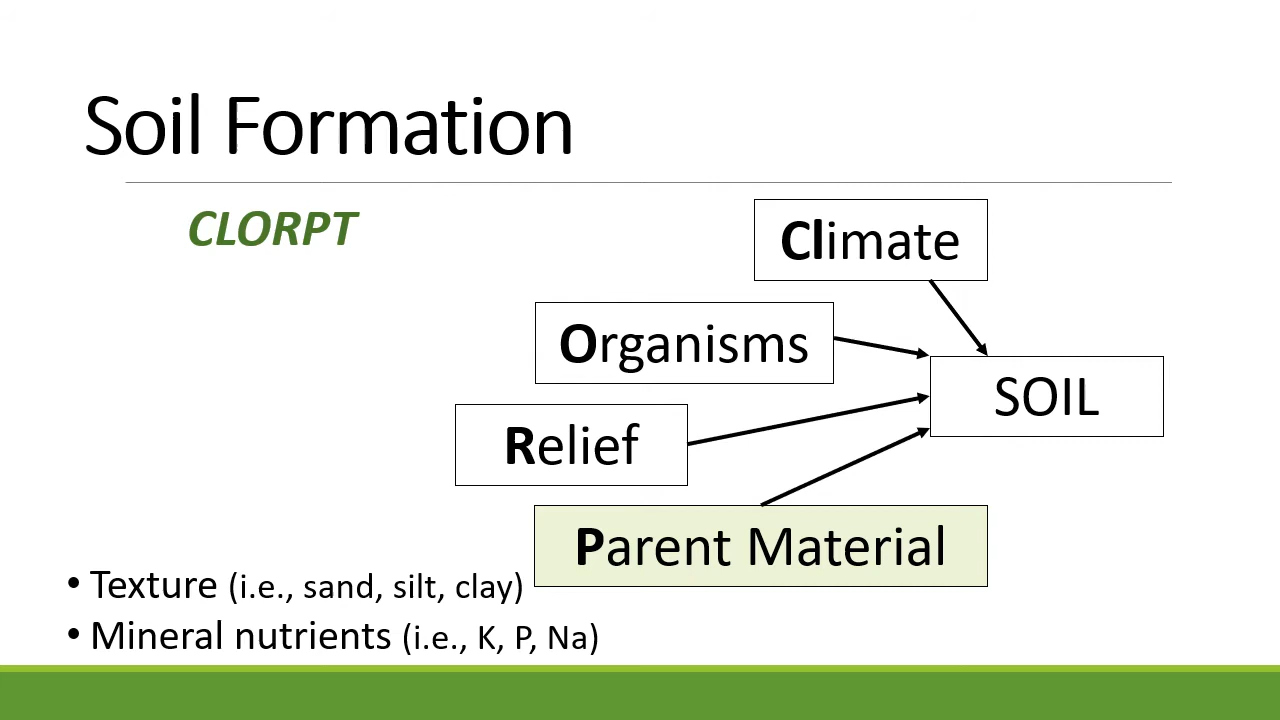 Soil Formation
CLORPT
Climate
Organisms
SOIL
Relief
Parent Material
• Texture (i.e., sand, silt, clay)
• Mineral nutrients (i.e., K, P, Na)